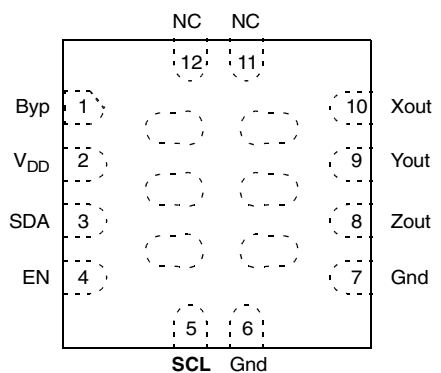 NC NC
12 11
Byp 1 10 Xout
VDD 2 9 Yout
SDA 3 8 Zout
EN 4 7 Gnd
5 6
SCL Gnd